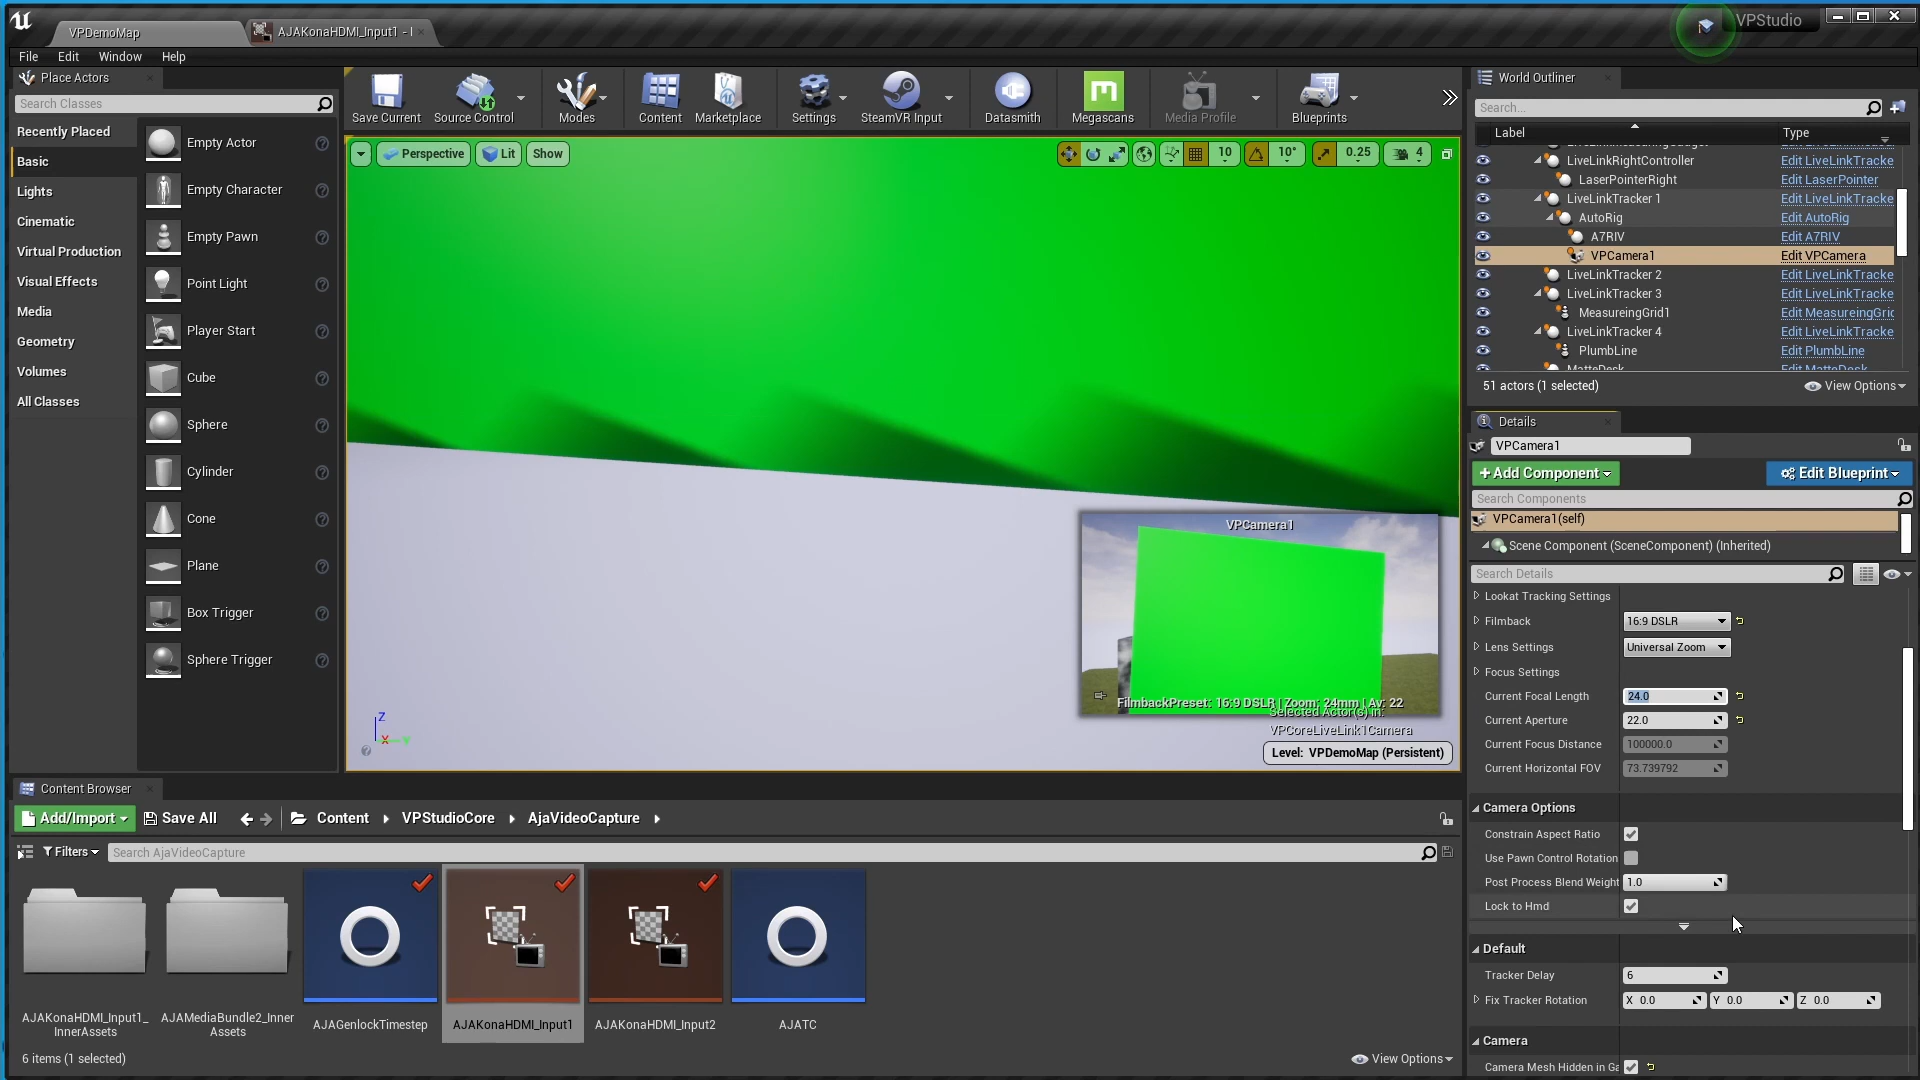 VPDemoMap
AJAKonaHDMI_Input1 - I
VPStudio
File Edit Window Help
Place Actors
Search Classes
Recently Placed
Basic
Lights
Cinematic
Virtual Production
Visual Effects
Media
Geometry
Volumes
All Classes
Empty Actor
Empty Character
Empty Pawn
Point Light
Player Start
Cube
Sphere
Cylinder
Cone
Plane
Box Trigger
Sphere Trigger
Save Current
Source Control
Modes
Content
Marketplace
Settings
SteamVR Input
Datasmith
Megascans
Media Profile
Blueprints
Perspective
Lit
Show
10
10°
0.25
4
VPCamera1
FilmbackPreset: 16:9 DSLR | Zoom: 24mm | Av: 22
Selected Actor(s) in:
VPCoreLiveLink1Camera
Level: VPDemoMap (Persistent)
Z
X
World Outliner
Search...
Label Type
LiveLinkRightController Edit LiveLinkTracke
LaserPointerRight Edit LaserPointer
LiveLinkTracker 1 Edit LiveLinkTracke
AutoRig Edit AutoRig
A7RIV Edit A7RIV
VPCamera1 Edit VPCamera
LiveLinkTracker 2 Edit LiveLinkTracke
LiveLinkTracker 3 Edit LiveLinkTracke
MeasureingGrid1 Edit MeasureingGric
LiveLinkTracker 4 Edit LiveLinkTracke
PlumbLine Edit PlumbLine
MatteDesk Edit MatteDesk
51 actors (1 selected)
View Options
Details
VPCamera1
+Add Component
Edit Blueprint
Search Components
VPCamera1(self)
Scene Component (SceneComponent) (Inherited)
Search Details
Lookat Tracking Settings
Filmback 16:9 DSLR
Lens Settings Universal Zoom
Focus Settings
Current Focal Length 24.0
Current Aperture 22.0
Current Focus Distance 100000.0
Current Horizontal FOV 73.739792
Camera Options
Constrain Aspect Ratio
Use Pawn Control Rotation
Post Process Blend Weight 1.0
Lock to Hmd
Default
Tracker Delay 6
Fix Tracker Rotation X 0.0 Y 0.0 Z 0.0
Camera
Camera Mesh Hidden in Ga
Content Browser
Add/Import Save All Content VPStudioCore AjaVideoCapture
Filters
Search AjaVideoCapture
AJAKonaHDMI_Input1_
InnerAssets
AJAMediaBundle2_Inner
Assets
AJAGenlockTimestep
AJAKonaHDMI_Input1
AJAKonaHDMI_Input2
AJATC
6 items (1 selected)
View Options